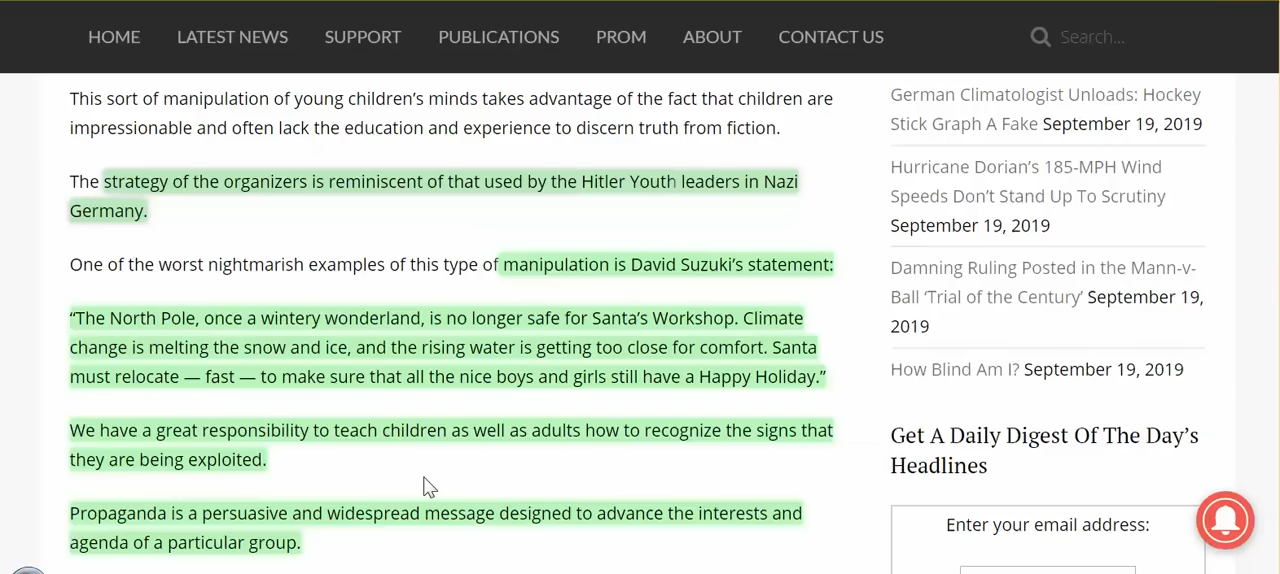 HOME LATEST NEWS SUPPORT PUBLICATIONS PROM ABOUT CONTACT US Search...
This sort of manipulation of young children’s minds takes advantage of the fact that children are
impressionable and often lack the education and experience to discern truth from fiction.
The strategy of the organizers is reminiscent of that used by the Hitler Youth leaders in Nazi
Germany.
One of the worst nightmarish examples of this type of manipulation is David Suzuki’s statement:
“The North Pole, once a wintery wonderland, is no longer safe for Santa’s Workshop. Climate
change is melting the snow and ice, and the rising water is getting too close for comfort. Santa
must relocate — fast — to make sure that all the nice boys and girls still have a Happy Holiday.”
We have a great responsibility to teach children as well as adults how to recognize the signs that
they are being exploited.
Propaganda is a persuasive and widespread message designed to advance the interests and
agenda of a particular group.
German Climatologist Unloads: Hockey
Stick Graph A Fake September 19, 2019
Hurricane Dorian’s 185-MPH Wind
Speeds Don’t Stand Up To Scrutiny
September 19, 2019
Damning Ruling Posted in the Mann-v-
Ball ‘Trial of the Century’ September 19,
2019
How Blind Am I? September 19, 2019
Get A Daily Digest Of The Day’s
Headlines
Enter your email address: